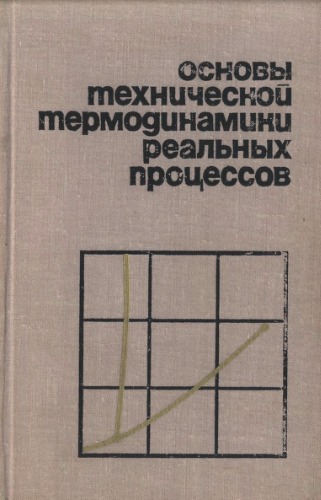 основы
технической
термодинамики
реальных
процессов